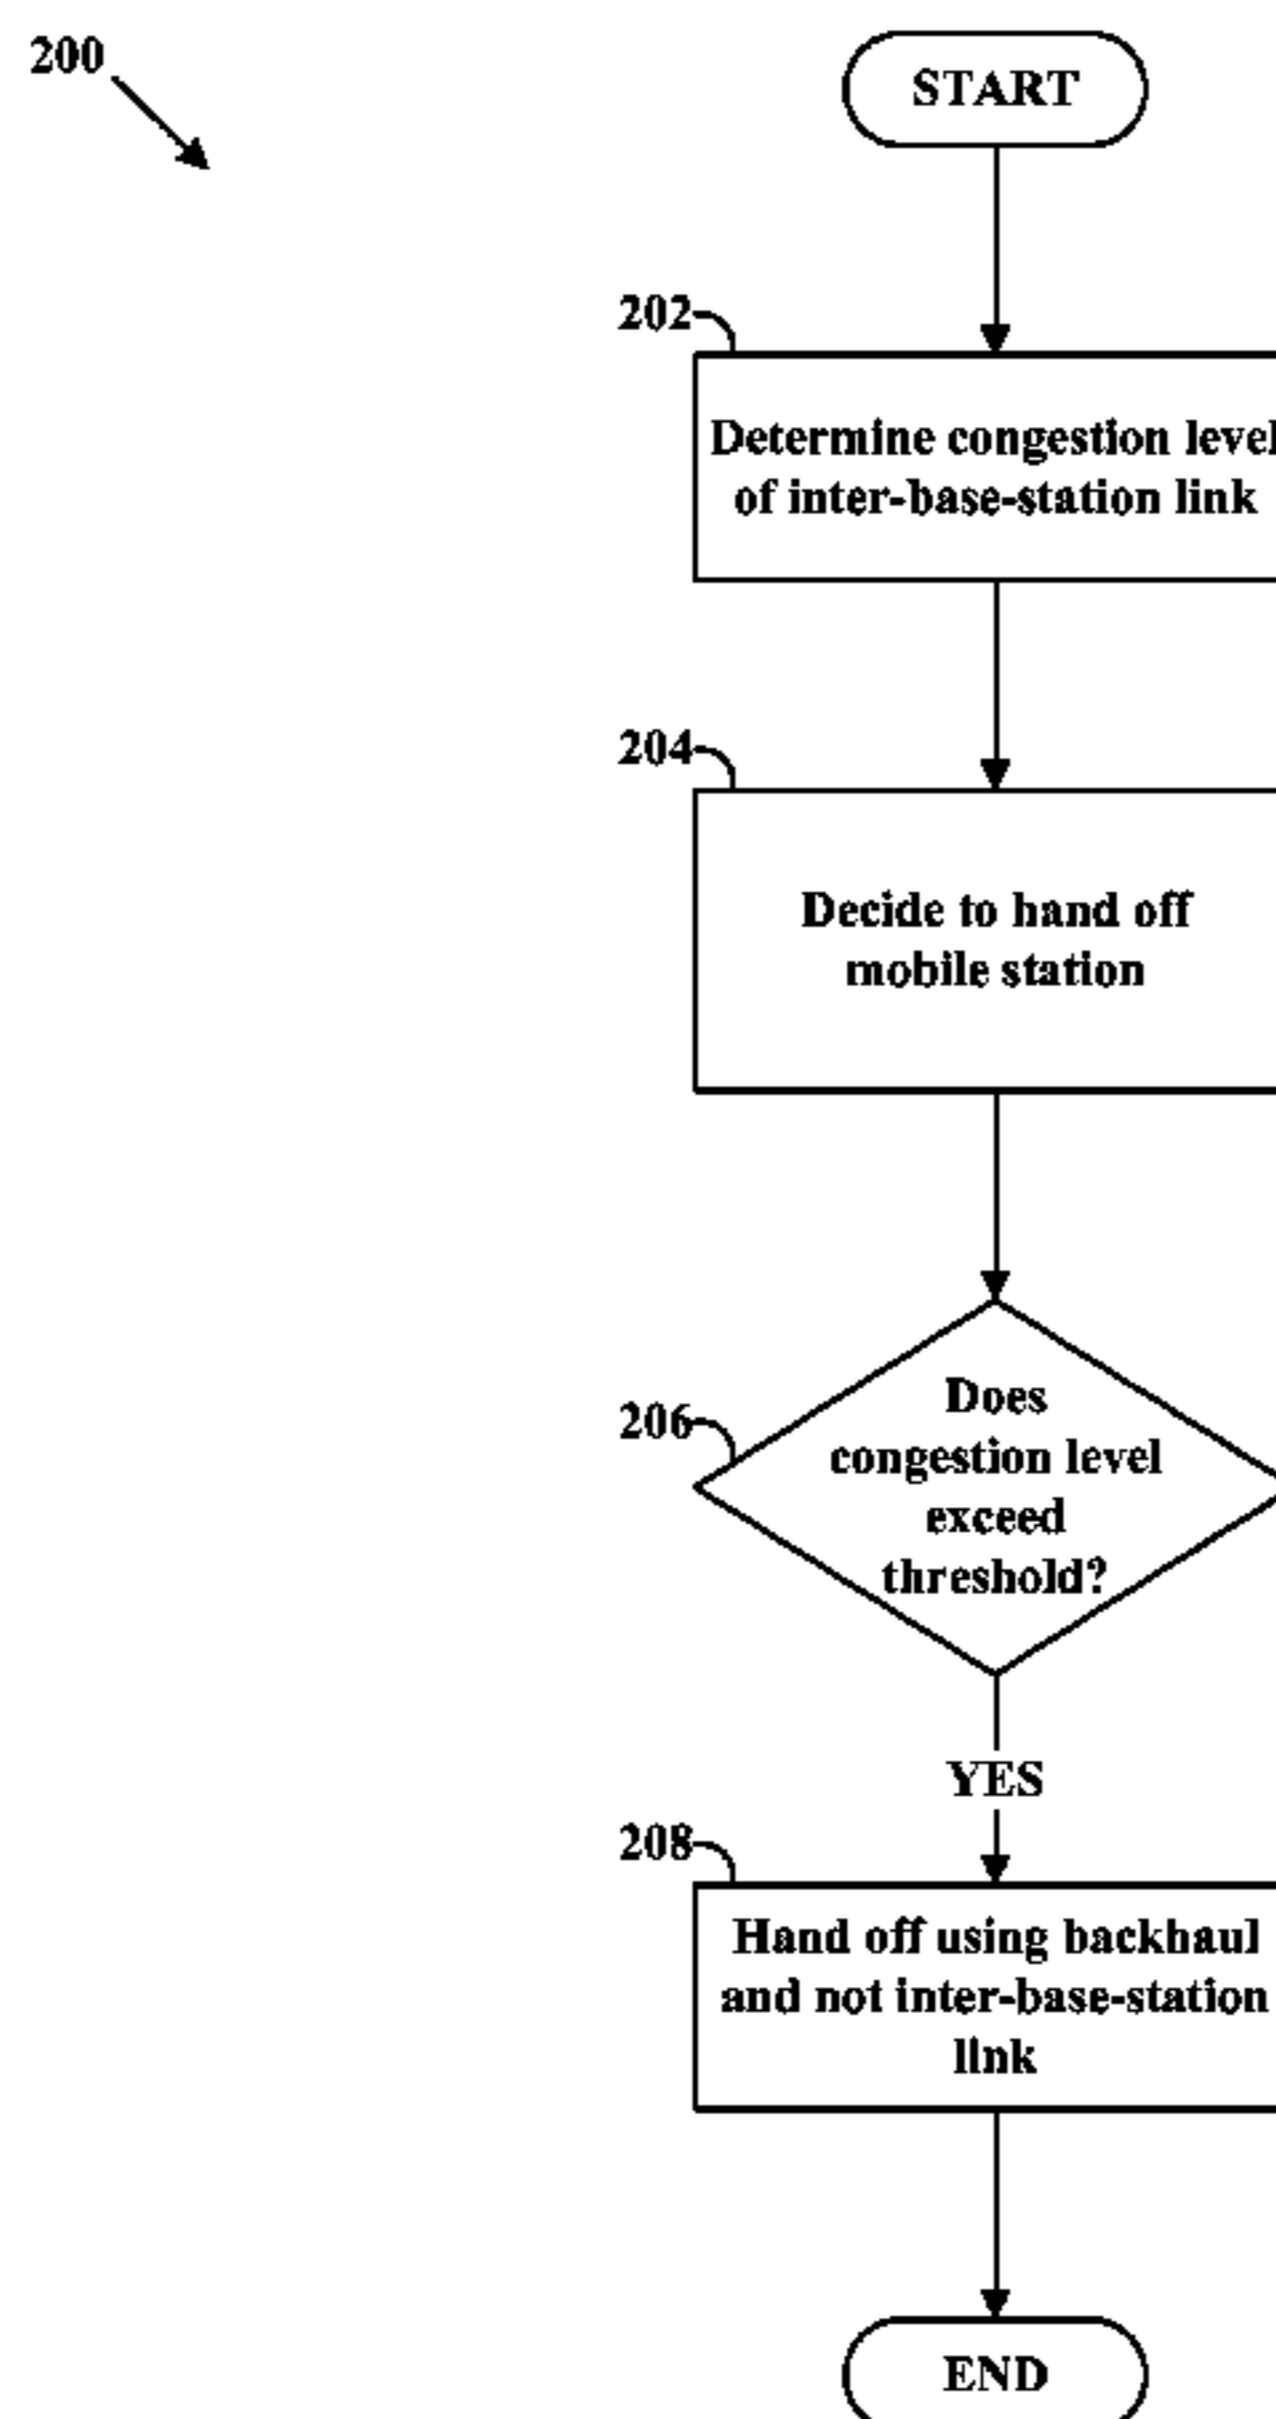 200
START
202
Determine congestion level
of inter-base-station link
204
Decide to hand off
mobile station
206
Does
congestion level
exceed
threshold?
YES
208
Hand off using backhaul
and not inter-base-station
link
END